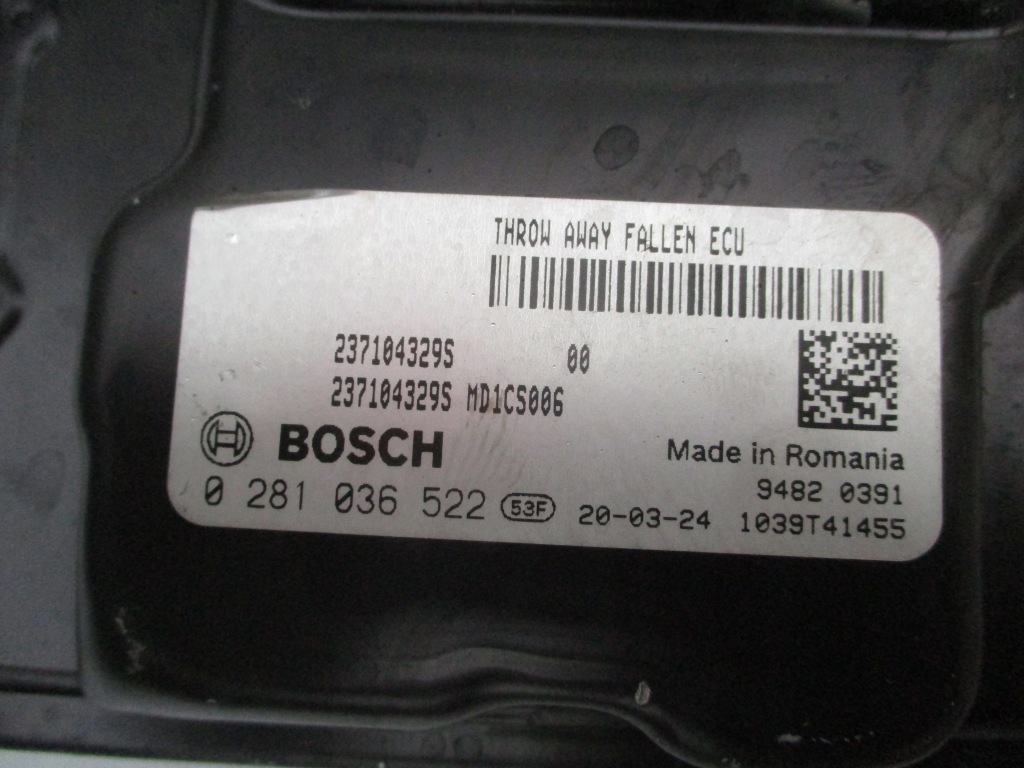 THROW AWAY FALLEN ECU
237104329S 00
237104329S MD1CS006
BOSCH
Made in Romania
9482 0391
0 281 036 522 53F 20-03-24 1039T41455